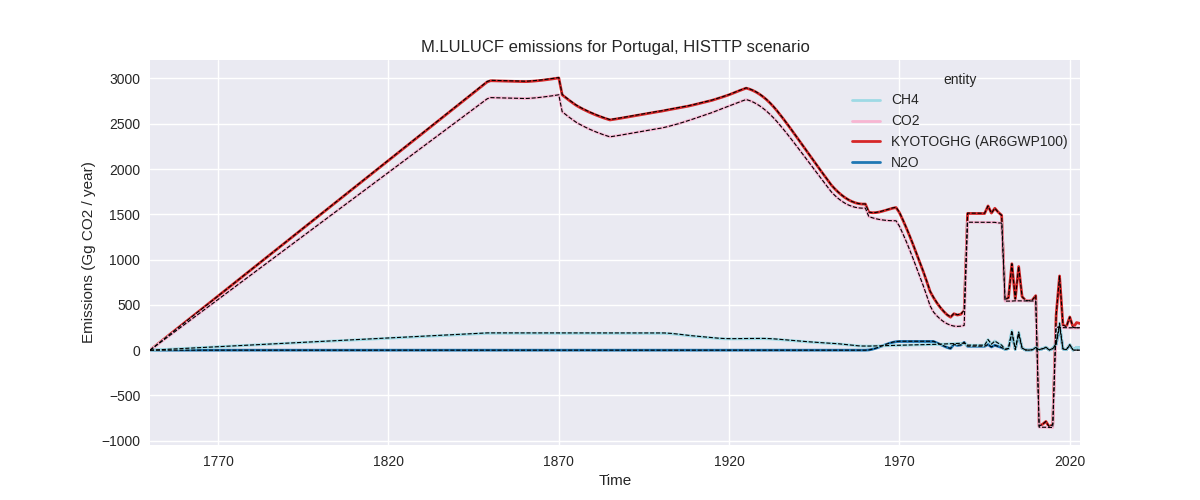 M.LULUCF emissions for Portugal, HISTTP scenario
Emissions (Gg CO2 / year)
3000
2500
2000
1500
1000
500
0
−500
−1000
entity
CH4
CO2
KYOTOGHG (AR6GWP100)
N2O
1770
1820
1870
1920
1970
2020
Time